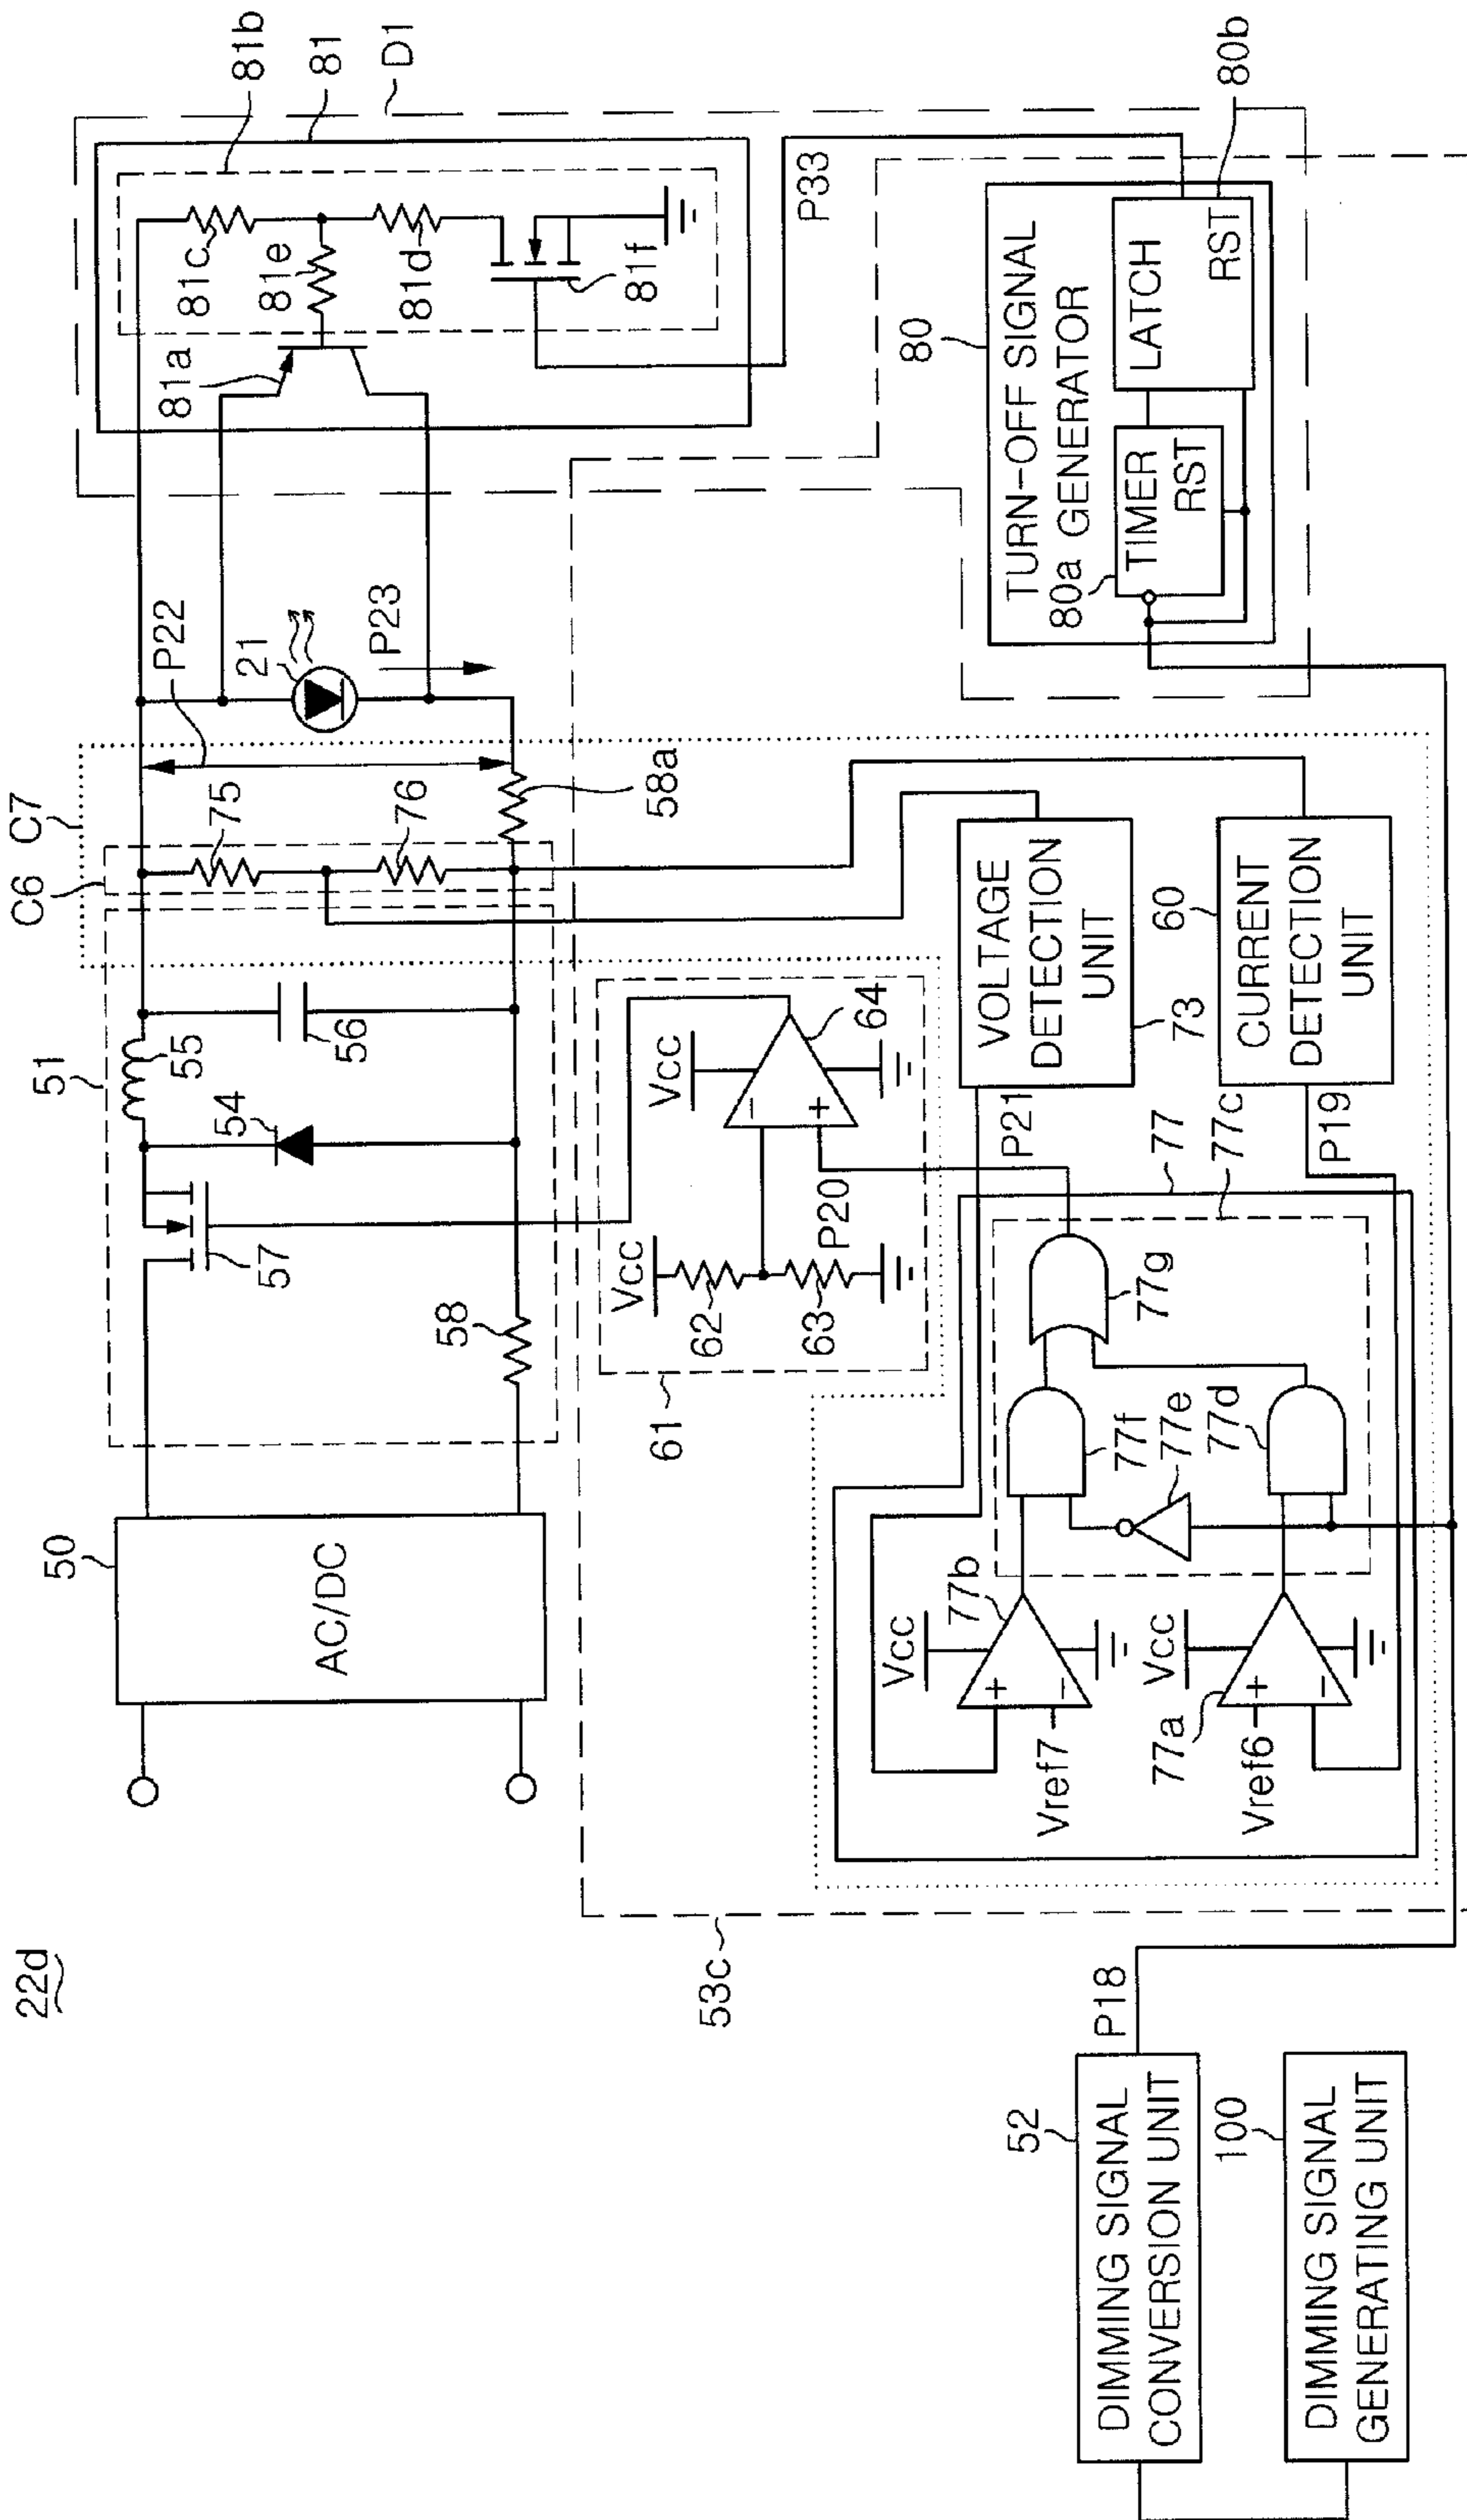 22d
50
AC/DC
51
57
54
55
56
58
C6
C7
75
76
58a
P22
21
P23
81a
81c
81e
81d
81f
81b
81
D1
P33
53c
61
Vcc
62
63
P20
Vcc
−
+
64
VOLTAGE
DETECTION
UNIT
73
P21
77
77c
60
CURRENT
DETECTION
UNIT
P19
80
TURN-OFF SIGNAL
GENERATOR
80a
TIMER
RST
LATCH
RST
80b
Vcc
77b
+
−
Vref7
Vcc
77a
+
−
Vref6
77f
77e
77d
77g
P18
52
DIMMING SIGNAL
CONVERSION UNIT
100
DIMMING SIGNAL
GENERATING UNIT